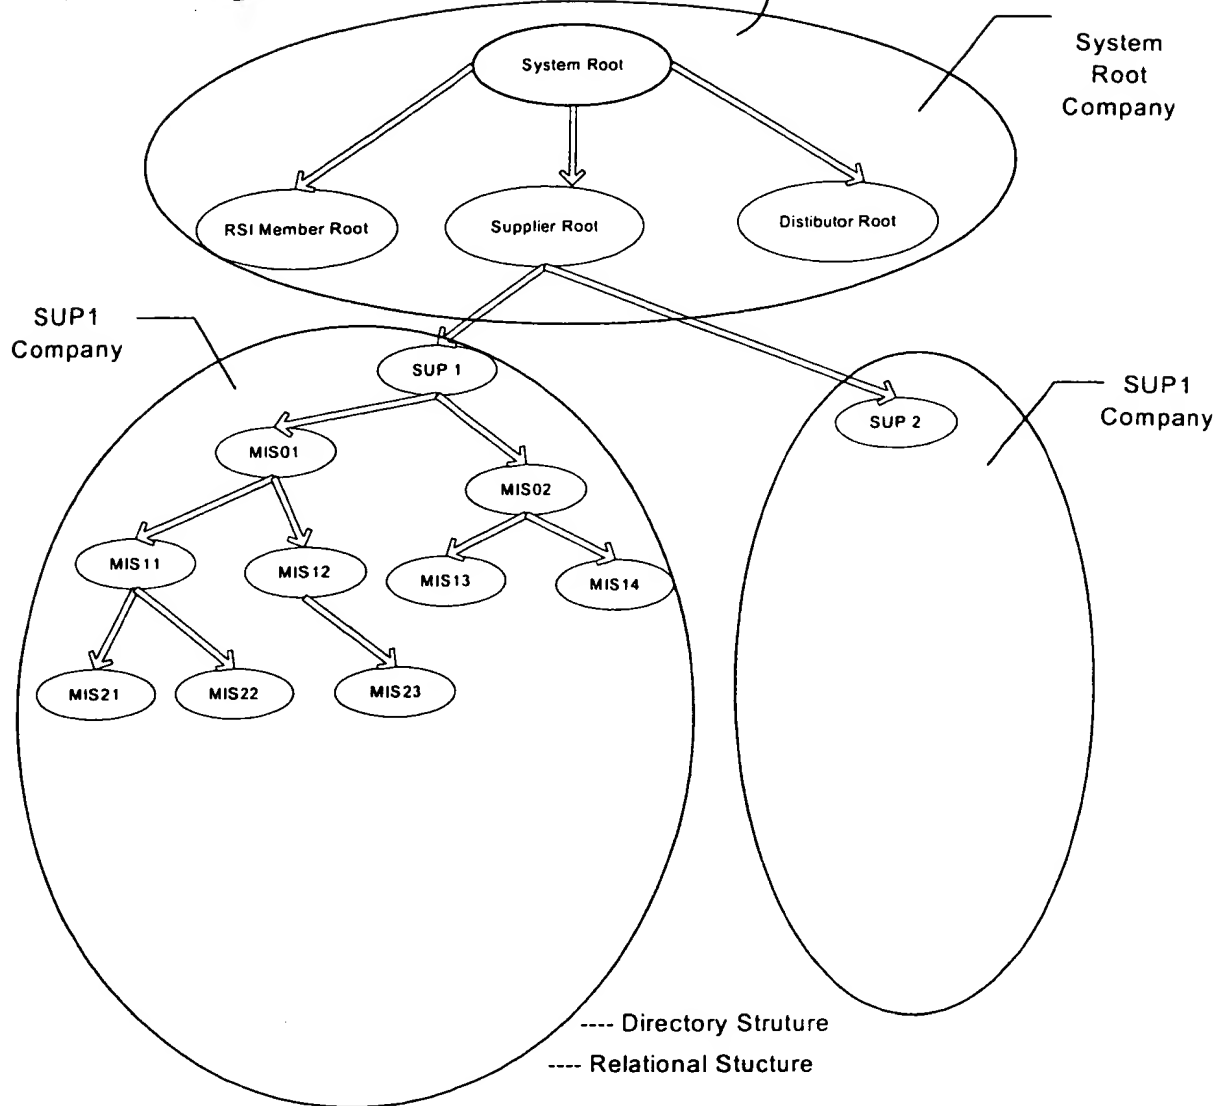 System Root
System
Root
Company
RSI Member Root
Supplier Root
Distibutor Root
SUP1
Company
SUP 1
SUP 2
SUP1
Company
MIS01
MIS02
MIS11
MIS12
MIS13
MIS14
MIS21
MIS22
MIS23
---- Directory Struture
---- Relational Stucture